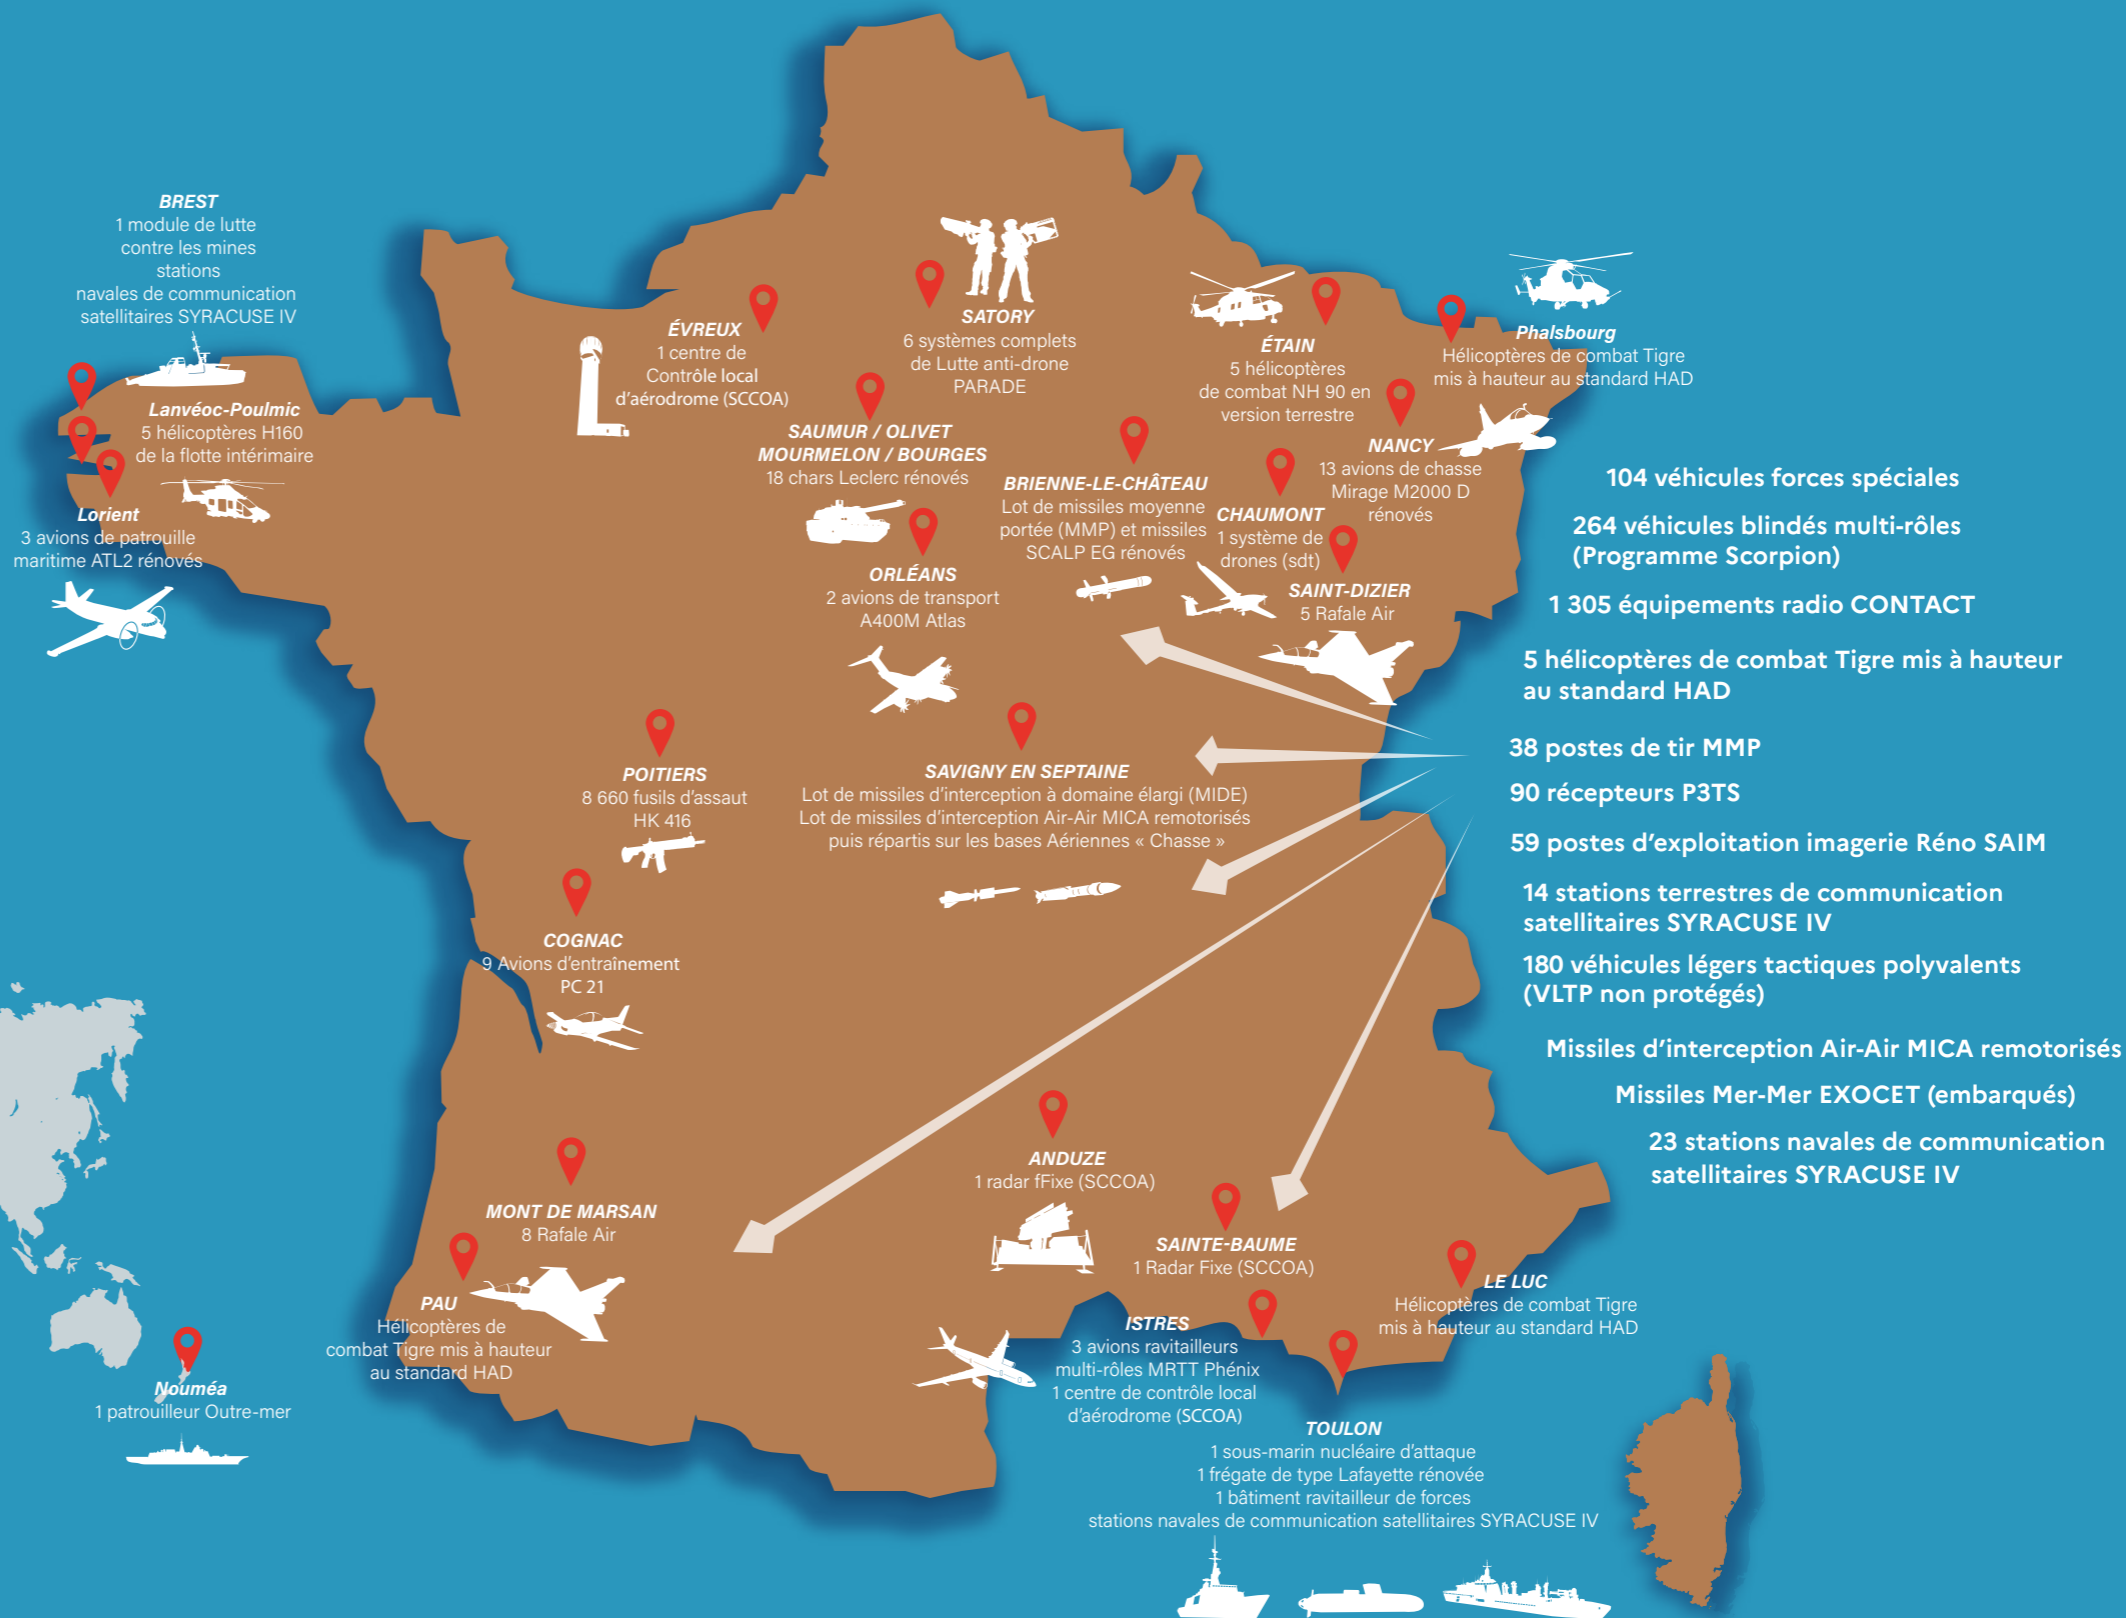 BREST
1 module de lutte
contre les mines
stations
navales de communication
satellitaires SYRACUSE IV
Lanvéoc-Poulmic
5 hélicoptères H160
de la flotte intérimaire
Lorient
3 avions de patrouille
maritime ATL2 rénovés
ÉVREUX
1 centre de
Contrôle local
d'aérodrome (SCCOA)
SATORY
6 systèmes complets
de Lutte anti-drone
PARADE
ÉTAIN
5 hélicoptères
de combat NH 90 en
version terrestre
Phalsbourg
Hélicoptères de combat Tigre
mis à hauteur au standard HAD
SAUMUR / OLIVET
MOURMELON / BOURGES
18 chars Leclerc rénovés
BRIENNE-LE-CHÂTEAU
Lot de missiles moyenne
portée (MMP) et missiles
SCALP EG rénovés
NANCY
13 avions de chasse
Mirage M2000 D
rénovés
CHAUMONT
1 système de
drones (sdt)
SAINT-DIZIER
5 Rafale Air
ORLÉANS
2 avions de transport
A400M Atlas
POITIERS
8 660 fusils d'assaut
HK 416
SAVIGNY EN SEPTAINE
Lot de missiles d'interception à domaine élargi (MIDE)
Lot de missiles d'interception Air-Air MICA remotorisés
puis répartis sur les bases Aériennes « Chasse »
COGNAC
9 Avions d'entraînement
PC 21
MONT DE MARSAN
8 Rafale Air
PAU
Hélicoptères de
combat Tigre mis à hauteur
au standard HAD
ANDUZE
1 radar fFixe (SCCOA)
SAINTE-BAUME
1 Radar Fixe (SCCOA)
LE LUC
Hélicoptères de combat Tigre
mis à hauteur au standard HAD
ISTRES
3 avions ravitailleurs
multi-rôles MRTT Phénix
1 centre de contrôle local
d'aérodrome (SCCOA)
TOULON
1 sous-marin nucléaire d'attaque
1 frégate de type Lafayette rénovée
1 bâtiment ravitailleur de forces
stations navales de communication satellitaires SYRACUSE IV
Nouméa
1 patrouilleur Outre-mer
104 véhicules forces spéciales
264 véhicules blindés multi-rôles
(Programme Scorpion)
1 305 équipements radio CONTACT
5 hélicoptères de combat Tigre mis à hauteur
au standard HAD
38 postes de tir MMP
90 récepteurs P3TS
59 postes d'exploitation imagerie Réno SAIM
14 stations terrestres de communication
satellitaires SYRACUSE IV
180 véhicules légers tactiques polyvalents
(VLTP non protégés)
Missiles d'interception Air-Air MICA remotorisés
Missiles Mer-Mer EXOCET (embarqués)
23 stations navales de communication
satellitaires SYRACUSE IV